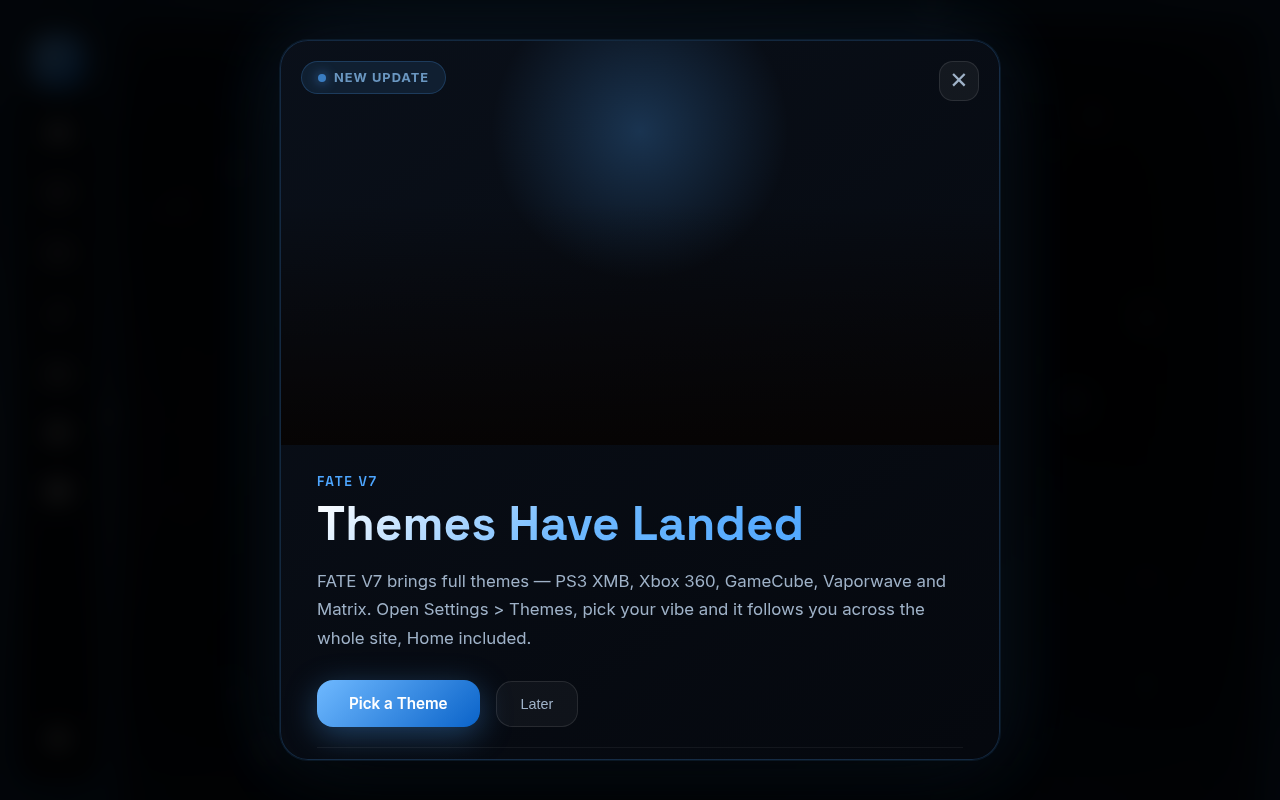 NEW UPDATE
✕
FATE V7
Themes Have Landed
FATE V7 brings full themes — PS3 XMB, Xbox 360, GameCube, Vaporwave and
Matrix. Open Settings > Themes, pick your vibe and it follows you across the
whole site, Home included.
Pick a Theme
Later